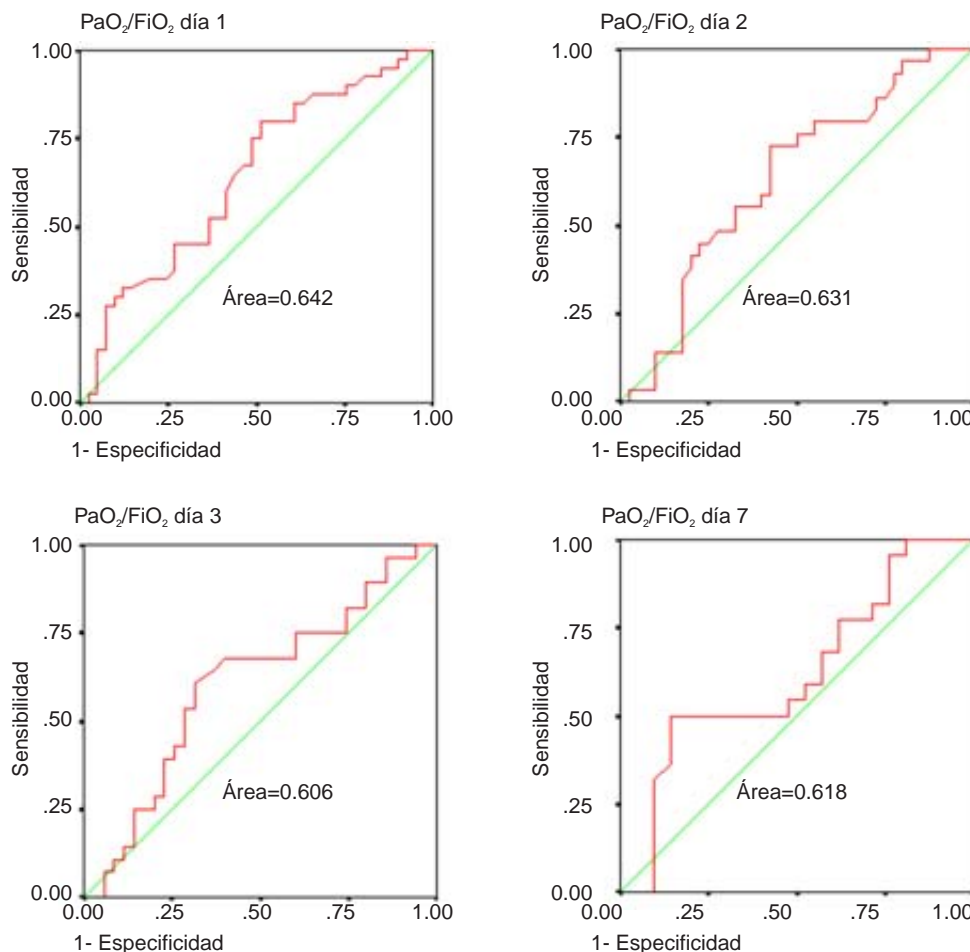 PaO₂/FiO₂ día 1
1.00
.75
.50
.25
0.00
Sensibilidad
Área=0.642
0.00 .25 .50 .75 1.00
1- Especificidad
PaO₂/FiO₂ día 2
1.00
.75
.50
.25
0.00
Sensibilidad
Área=0.631
0.00 .25 .50 .75 1.00
1- Especificidad
PaO₂/FiO₂ día 3
1.00
.75
.50
.25
0.00
Sensibilidad
Área=0.606
0.00 .25 .50 .75 1.00
1- Especificidad
PaO₂/FiO₂ día 7
1.00
.75
.50
.25
0.00
Sensibilidad
Área=0.618
0.00 .25 .50 .75 1.00
1- Especificidad